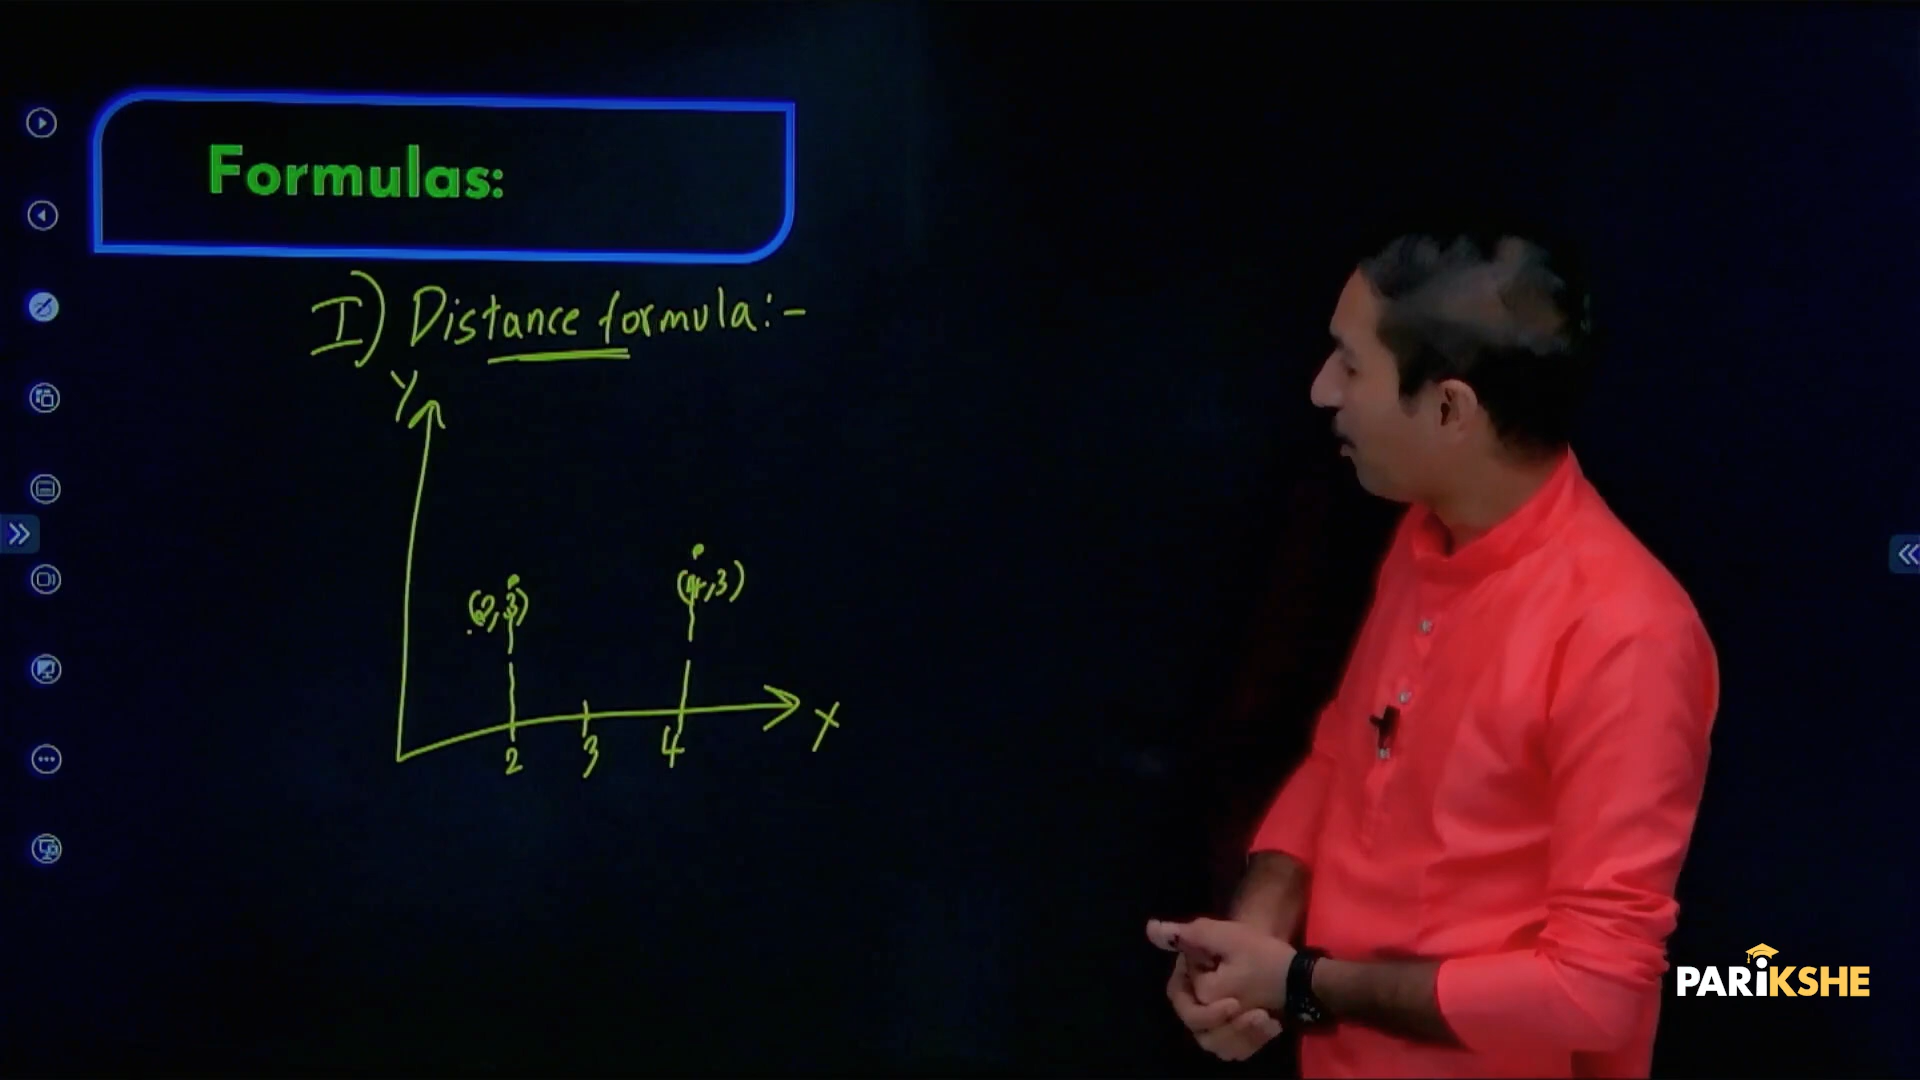 Formulas:
I) Distance formula:-
Y
(2,3)
(4,3)
2 3 4
X
PARiKSHE